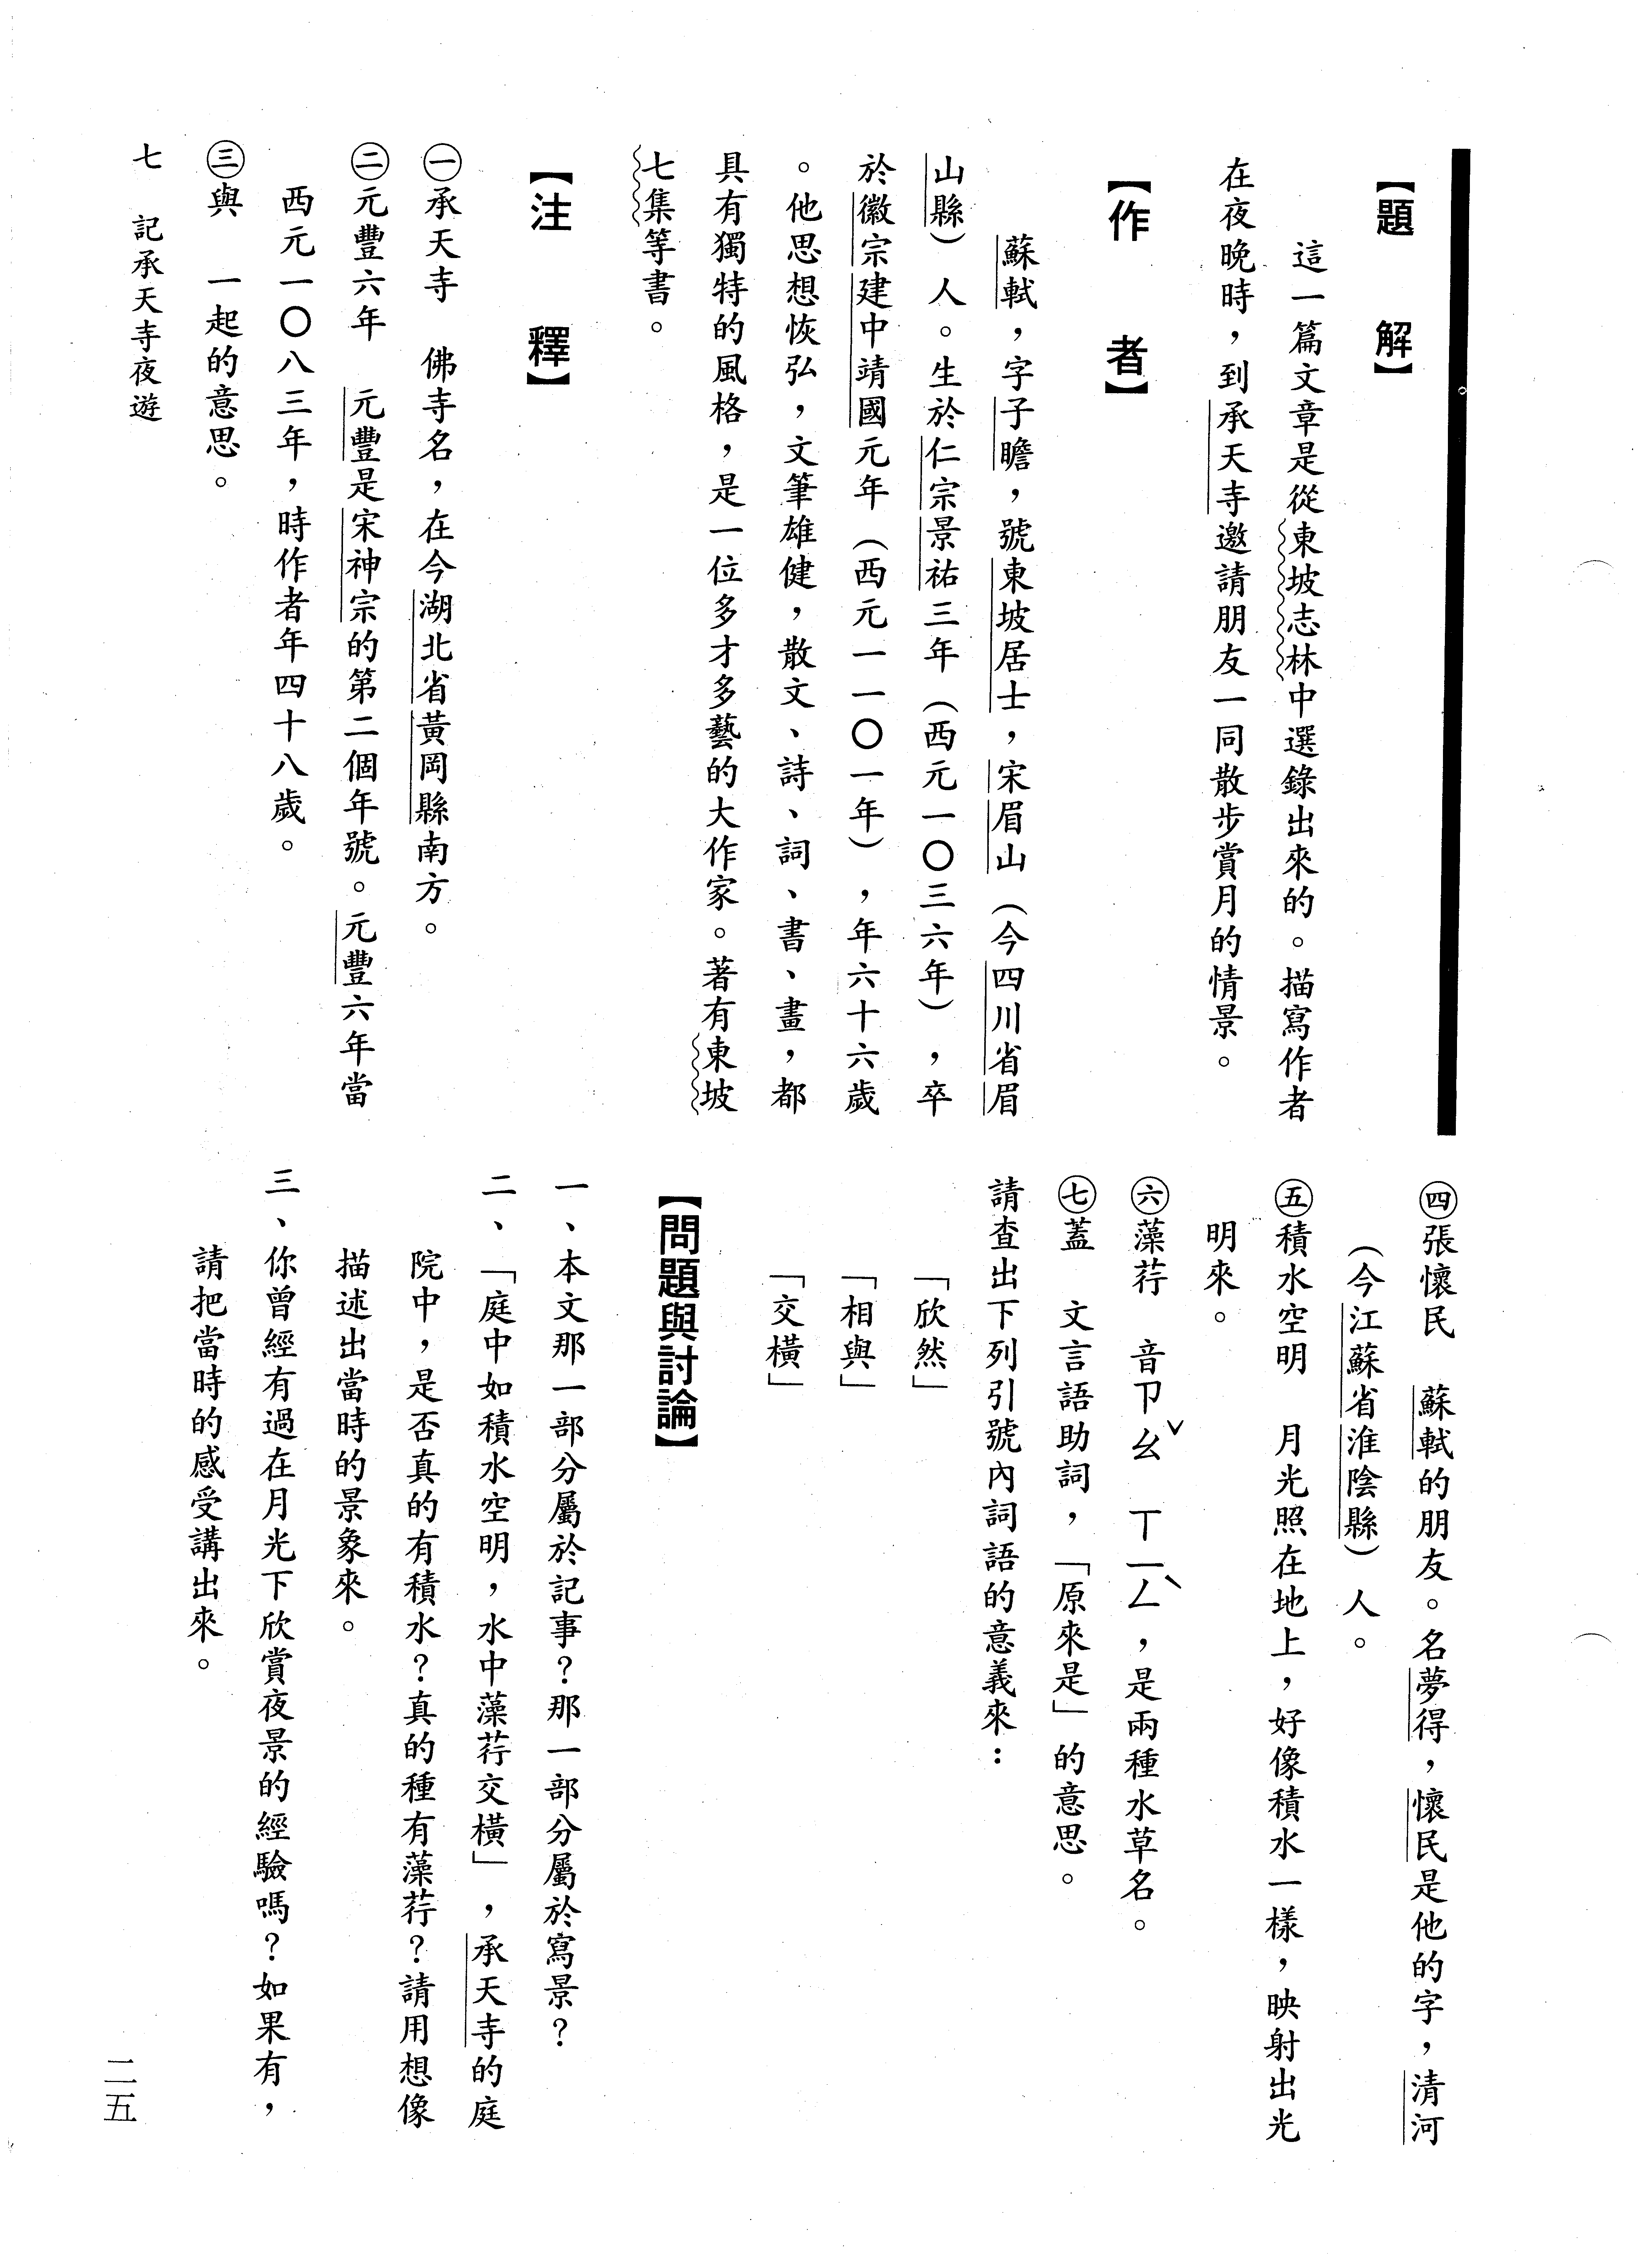 【題　解】
這一篇文章是從東坡志林中選錄出來的。描寫作者
在夜晚時，到承天寺邀請朋友一同散步賞月的情景。
【作　者】
蘇軾，字子瞻，號東坡居士，宋眉山（今四川省眉
山縣）人。生於仁宗景祐三年（西元一〇三六年），卒
於徽宗建中靖國元年（西元一一〇一年），年六十六歲
。他思想恢弘，文筆雄健，散文、詩、詞、書、畫，都
具有獨特的風格，是一位多才多藝的大作家。著有東坡
七集等書。
【注　釋】
㊀承天寺　佛寺名，在今湖北省黃岡縣南方。
㊁元豐六年　元豐是宋神宗的第二個年號。元豐六年當
西元一〇八三年，時作者年四十八歲。
㊂與　一起的意思。
㊃張懷民　蘇軾的朋友。名夢得，懷民是他的字，清河
（今江蘇省淮陰縣）人。
㊄積水空明　月光照在地上，好像積水一樣，映射出光
明來。
㊅藻荇　音ㄗㄠˇ　ㄒㄧㄥˋ，是兩種水草名。
㊆蓋　文言語助詞，「原來是」的意思。
請查出下列引號內詞語的意義來：
「欣然」
「相與」
「交橫」
【問題與討論】
一、本文那一部分屬於記事？那一部分屬於寫景？
二、「庭中如積水空明，水中藻荇交橫」，承天寺的庭
院中，是否真的有積水？真的種有藻荇？請用想像
描述出當時的景象來。
三、你曾經有過在月光下欣賞夜景的經驗嗎？如果有，
請把當時的感受講出來。
七　記承天寺夜遊
二五